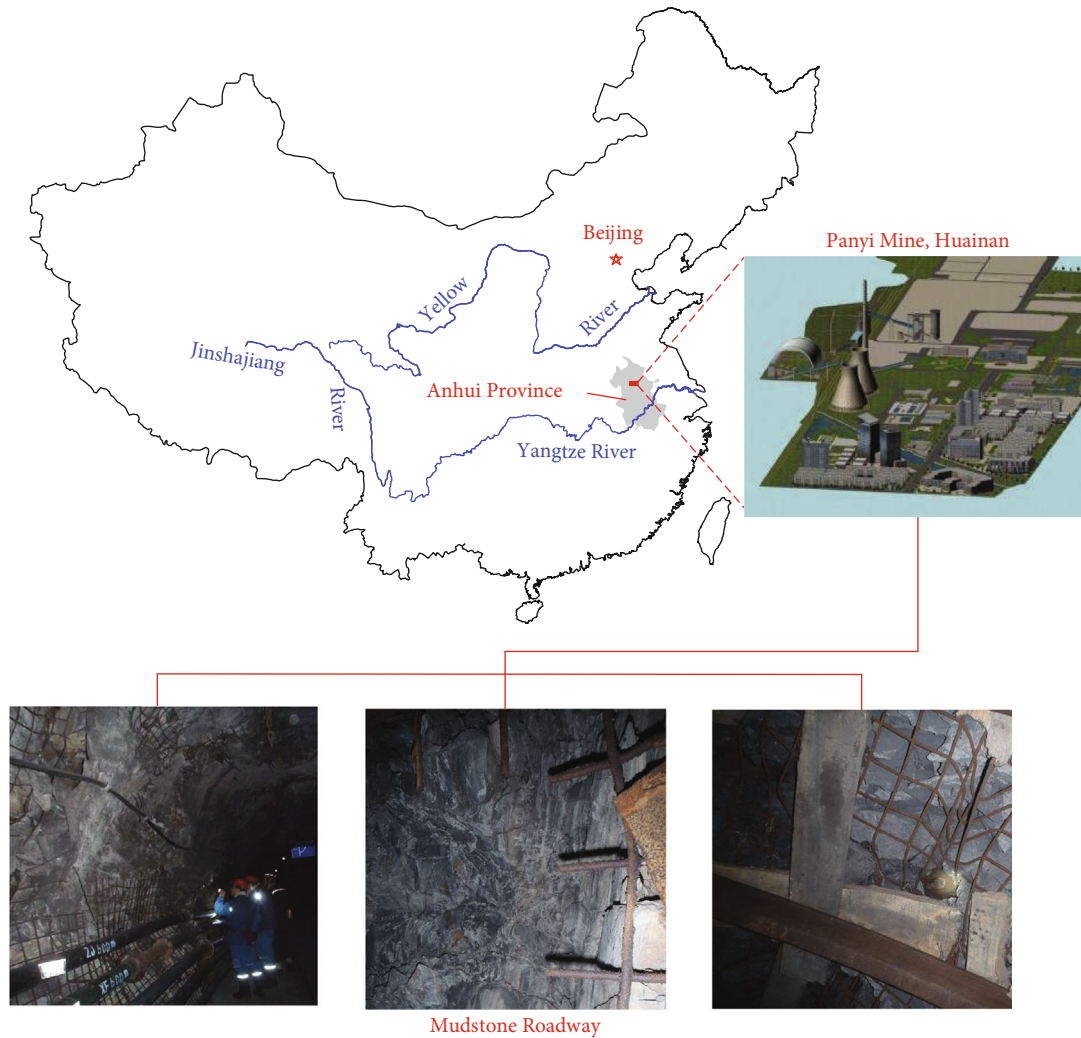 Beijing
Panyi Mine, Huainan
Yellow
River
Jinshajiang
River
Anhui Province
Yangtze River
Mudstone Roadway